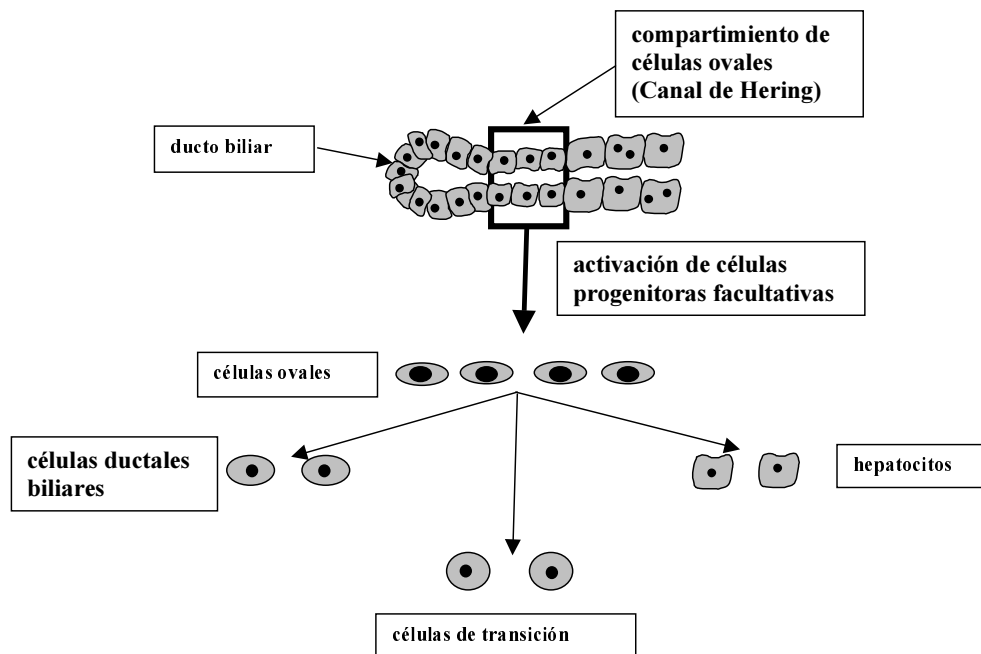 compartimiento de
células ovales
(Canal de Hering)
ducto biliar
activación de células
progenitoras facultativas
células ovales
células ductales
biliares
hepatocitos
células de transición